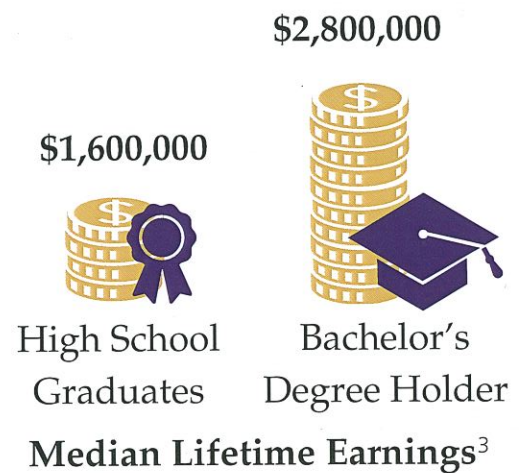 $2,800,000
$1,600,000
$
$
High School
Graduates
Bachelor's
Degree Holder
Median Lifetime Earnings³